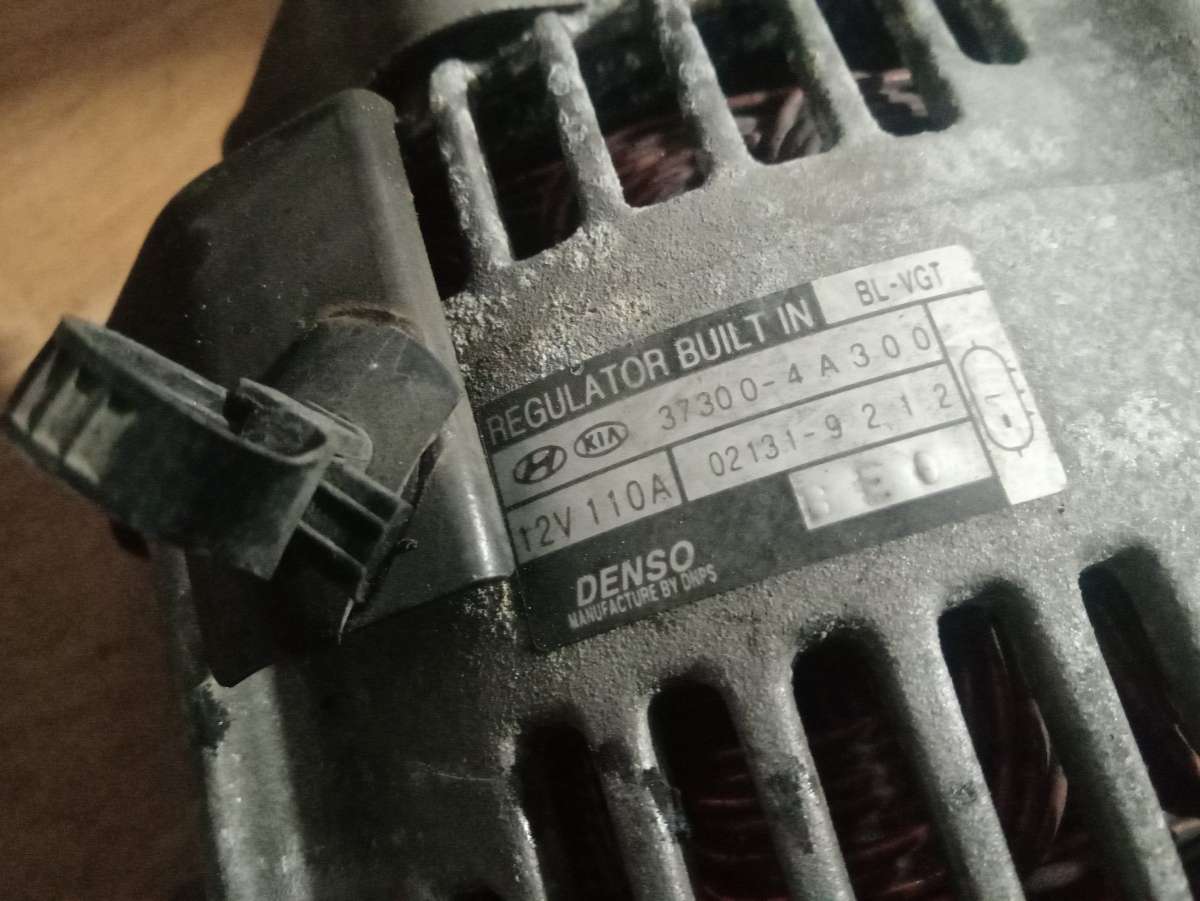 REGULATOR BUILT IN BL-VGT
KIA 37300-4A300
12V 110A 02131-9212
DENSO
MANUFACTURE BY DNPS